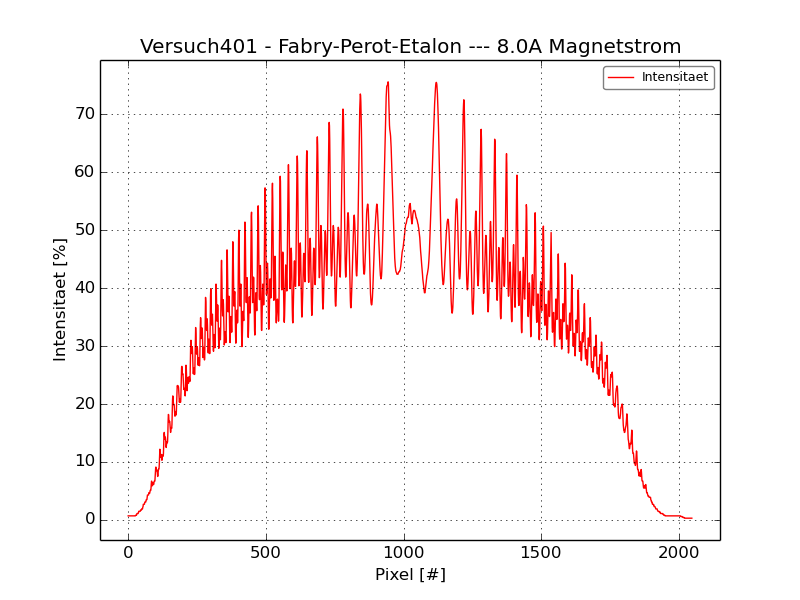 Versuch401 - Fabry-Perot-Etalon --- 8.0A Magnetstrom
Intensitaet
70
60
50
40
30
20
10
0
Intensitaet [%]
0 500 1000 1500 2000
Pixel [#]